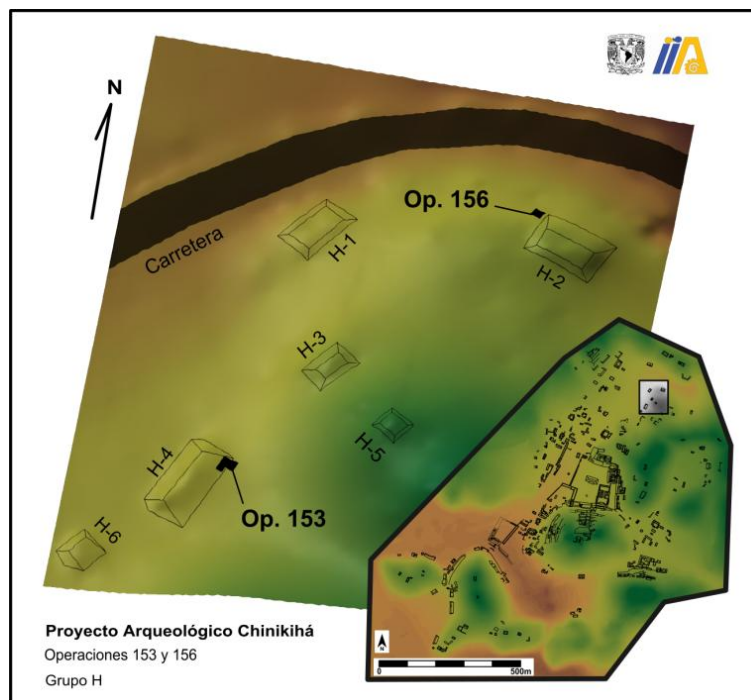 N
Op. 156
Carretera
H-1
H-2
H-3
H-5
H-4
Op. 153
H-6
Proyecto Arqueológico Chinikihá
Operaciones 153 y 156
Grupo H
0 500m